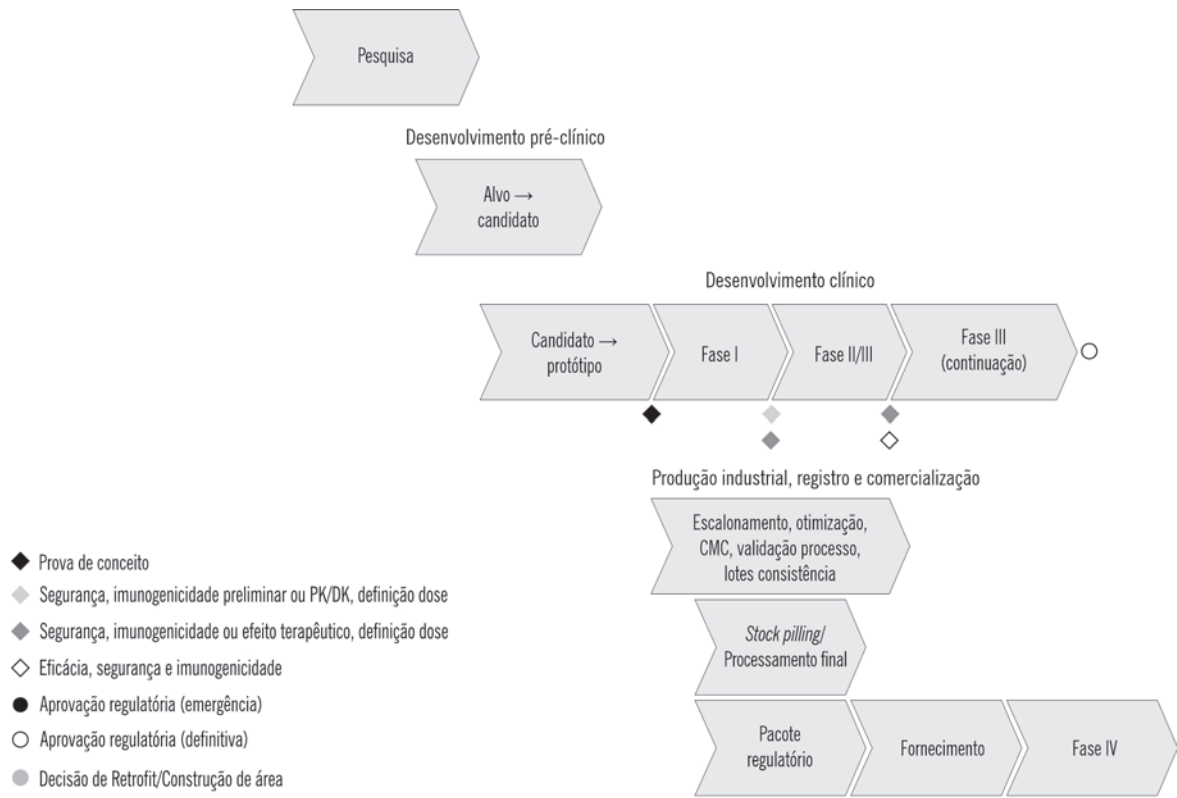 Pesquisa
Desenvolvimento pré-clínico
Alvo →
candidato
Desenvolvimento clínico
Candidato →
protótipo
Fase I
Fase II/III
Fase III
(continuação)
Produção industrial, registro e comercialização
Escalonamento, otimização,
CMC, validação processo,
lotes consistência
Stock pilling/
Processamento final
Pacote
regulatório
Fornecimento
Fase IV
Prova de conceito
Segurança, imunogenicidade preliminar ou PK/DK, definição dose
Segurança, imunogenicidade ou efeito terapêutico, definição dose
Eficácia, segurança e imunogenicidade
Aprovação regulatória (emergência)
Aprovação regulatória (definitiva)
Decisão de Retrofit/Construção de área